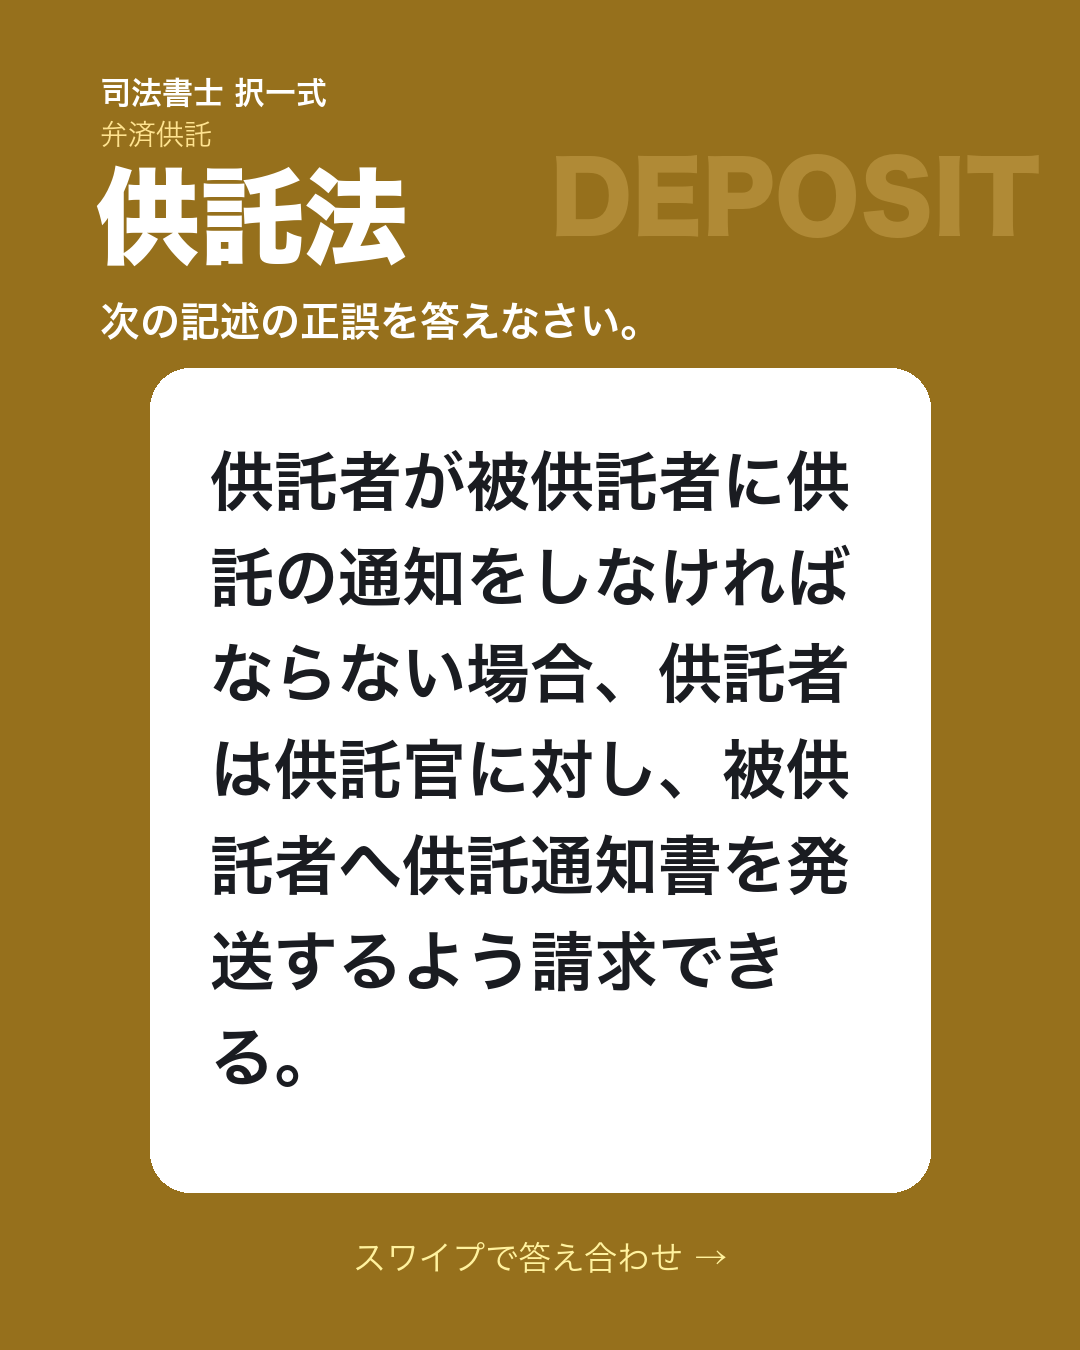 司法書士 択一式
弁済供託
供託法
DEPOSIT
次の記述の正誤を答えなさい。
供託者が被供託者に供
託の通知をしなければ
ならない場合、供託者
は供託官に対し、被供
託者へ供託通知書を発
送するよう請求でき
る。
スワイプで答え合わせ →